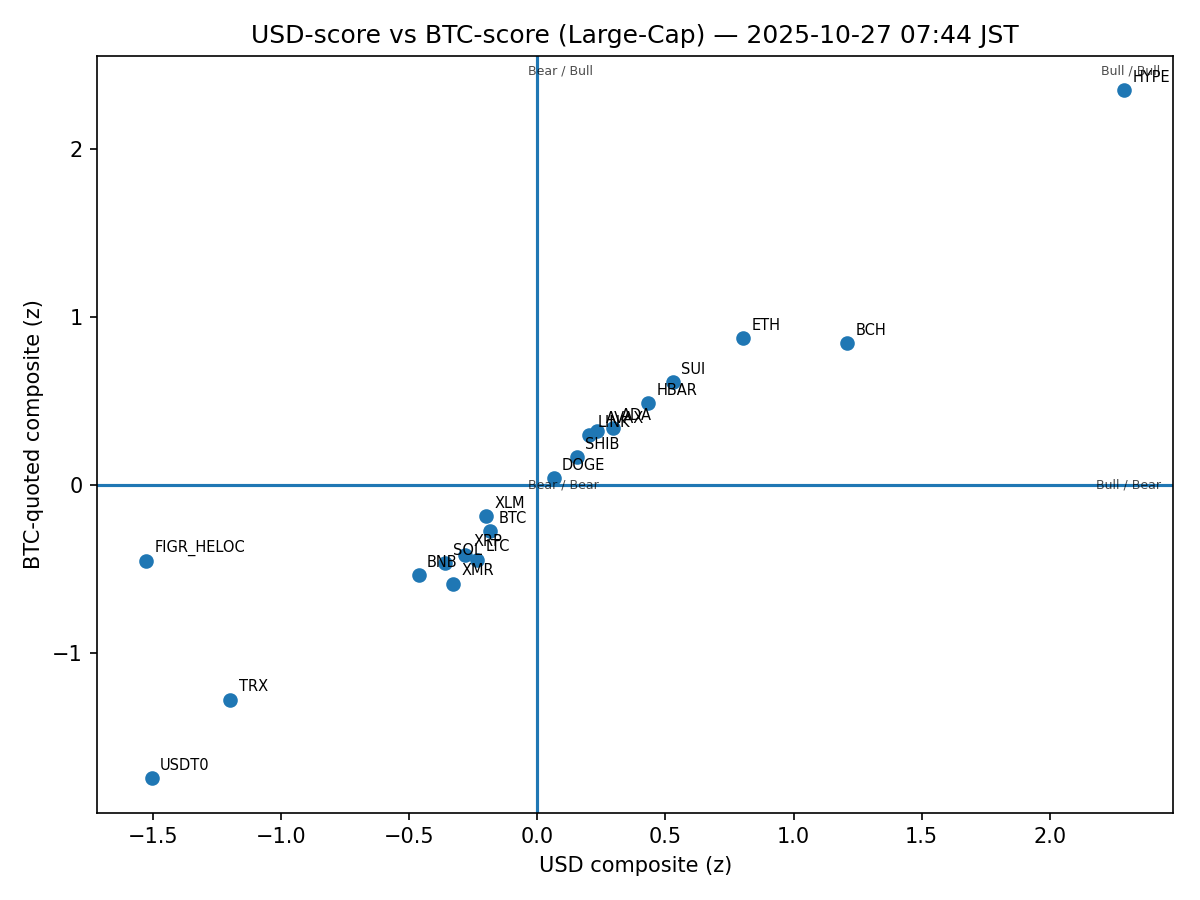 USD-score vs BTC-score (Large-Cap) — 2025-10-27 07:44 JST
Bear / Bull
Bull / Bull
HYPE
2
ETH
BCH
1
SUI
HBAR
ADA
AVAX
LINK
SHIB
DOGE
0
Bear / Bear
Bull / Bear
XLM
BTC
XRP
LTC
SOL
FIGR_HELOC
BNB
XMR
−1
TRX
USDT0
BTC-quoted composite (z)
−1.5
−1.0
−0.5
0.0
0.5
1.0
1.5
2.0
USD composite (z)